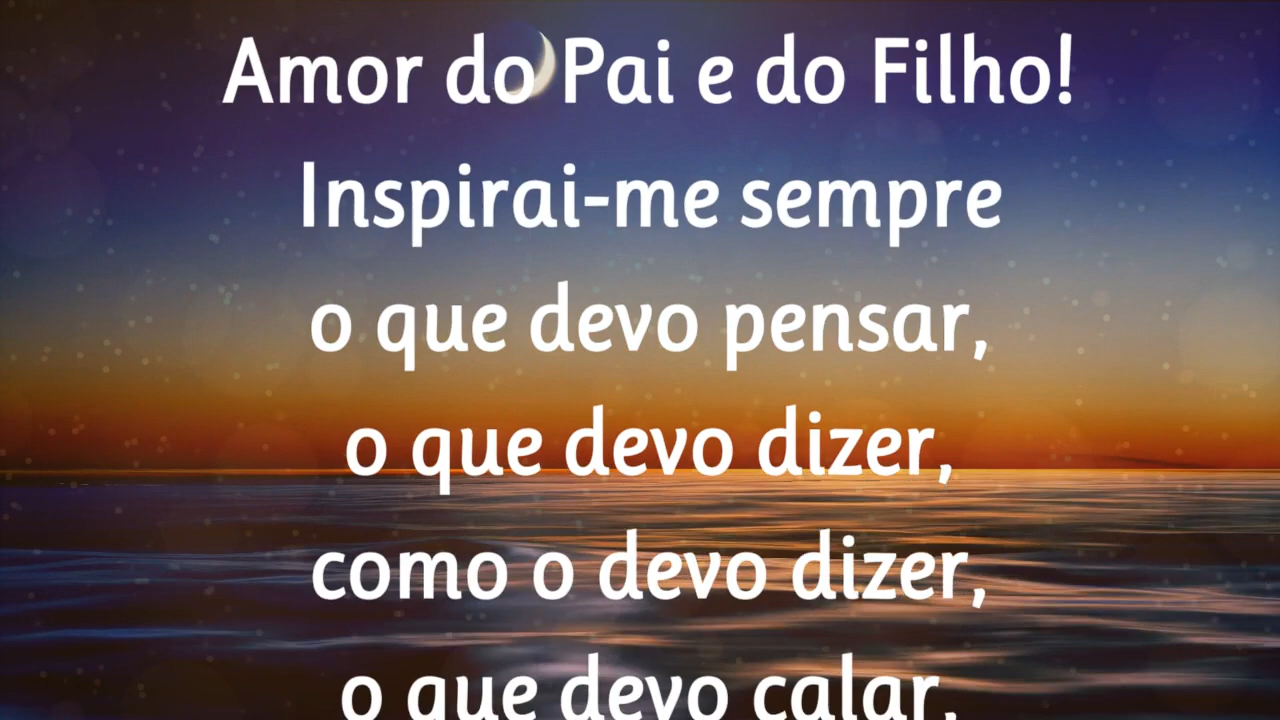 Amor do Pai e do Filho!
Inspirai-me sempre
o que devo pensar,
o que devo dizer,
como o devo dizer,
o que devo calar,